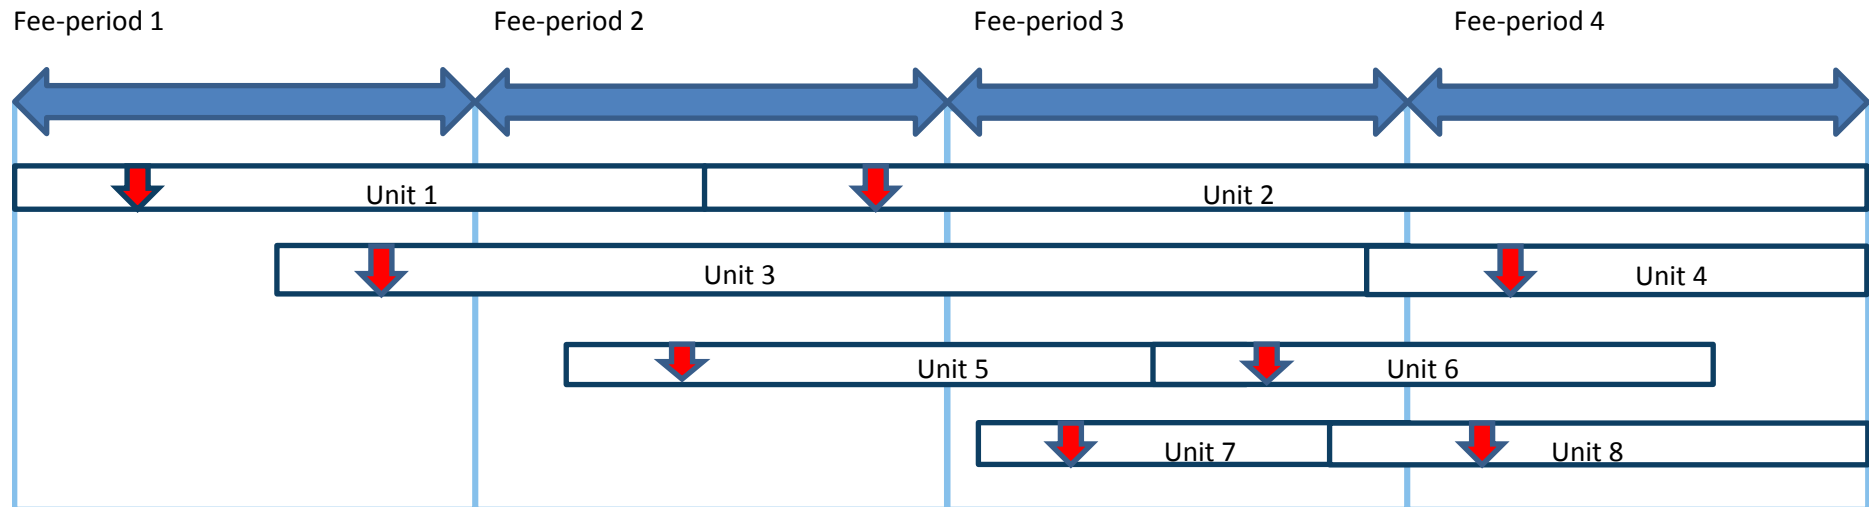 Fee-period 1
Fee-period 2
Fee-period 3
Fee-period 4
Unit 1
Unit 2
Unit 3
Unit 4
Unit 5
Unit 6
Unit 7
Unit 8